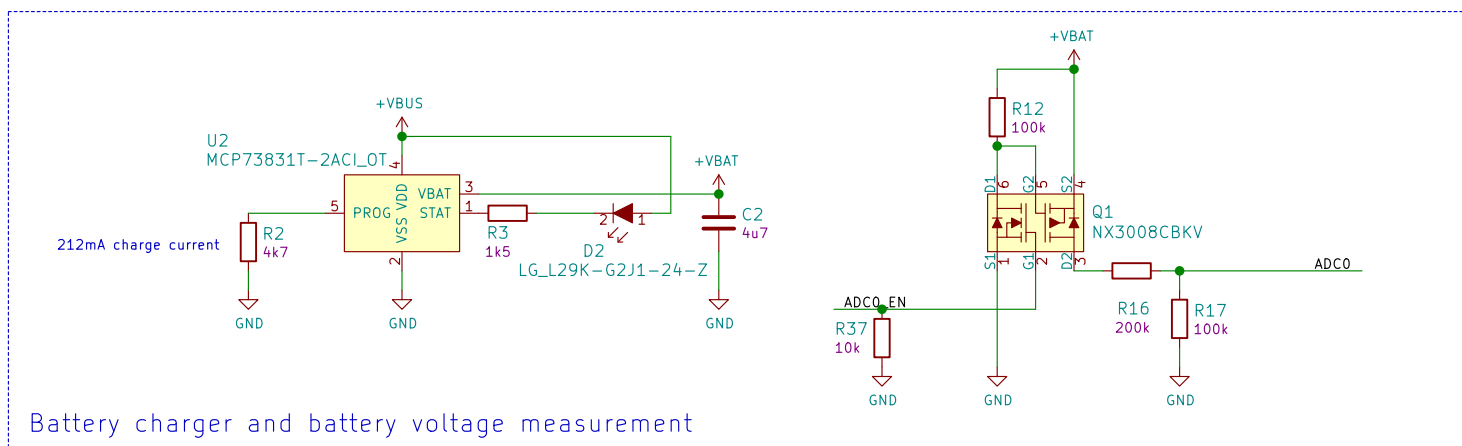 +VBAT
+VBUS
U2
MCP73831T-2ACI_OT
4
+VBAT
5
PROG
VSS
VDD
VBAT
3
STAT
1
2
212mA charge current
R2
4k7
R3
1k5
2
1
D2
LG_L29K-G2J1-24-Z
C2
4u7
GND
GND
GND
R12
100k
D1
6
G2
5
S2
4
Q1
NX3008CBKV
S1
1
G1
2
D2
3
ADC0_EN
R37
10k
R16
200k
R17
100k
ADC0
GND
GND
GND
Battery charger and battery voltage measurement